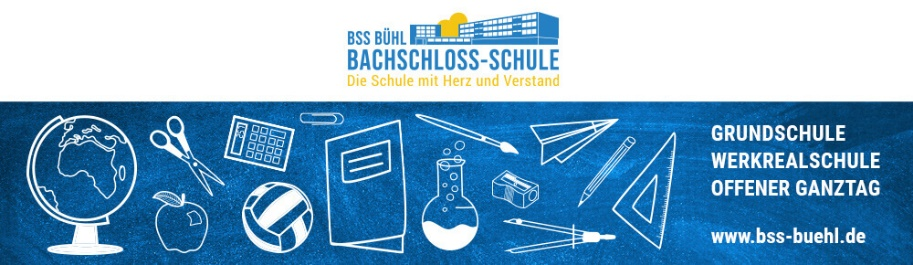 BSS BÜHL
BACHSCHLOSS-SCHULE
Die Schule mit Herz und Verstand
GRUNDSCHULE
WERKREALSCHULE
OFFENER GANZTAG
www.bss-buehl.de